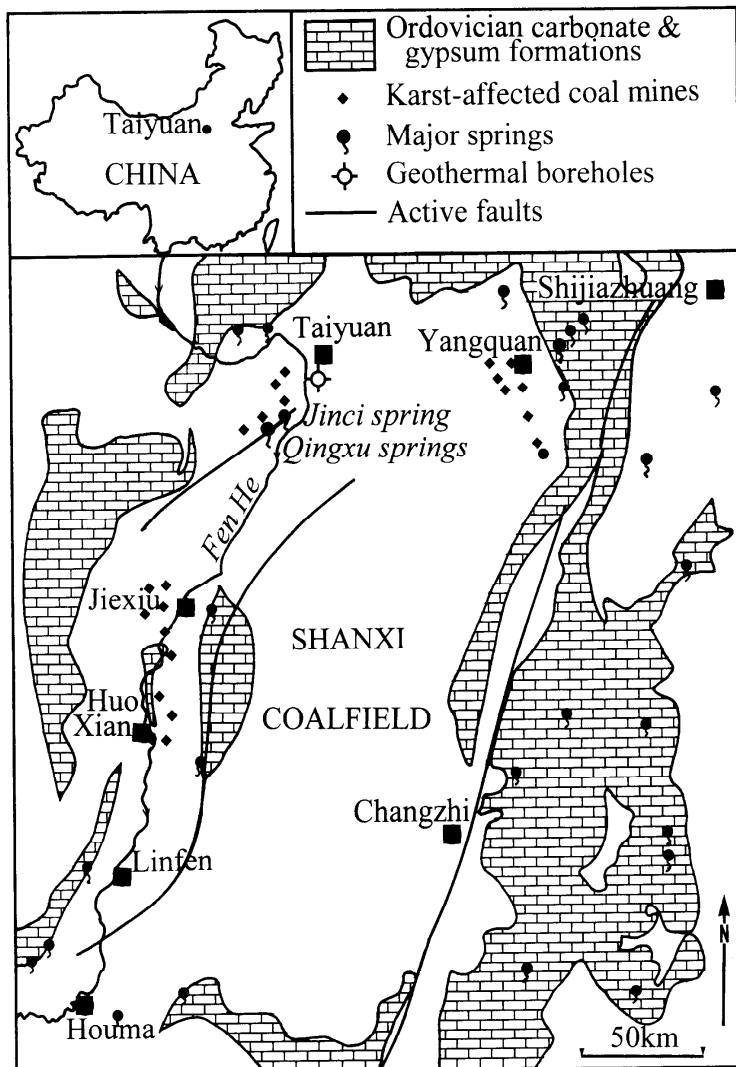 Taiyuan
CHINA
Ordovician carbonate &
gypsum formations
Karst-affected coal mines
Major springs
Geothermal boreholes
Active faults
Shijiazhuang
Taiyuan
Yangquan
Jinci spring
Qingxu springs
Fen He
Jiexiu
SHANXI
Huo
Xian
COALFIELD
Changzhi
Linfen
N
Houma
50km